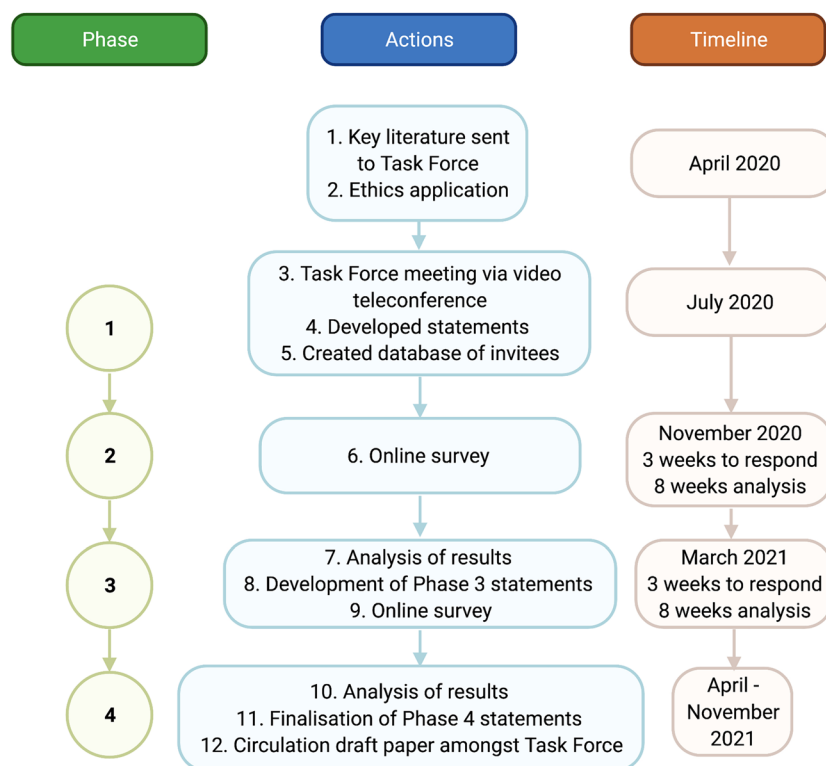 Phase
Actions
Timeline
1. Key literature sent
to Task Force
2. Ethics application
April 2020
1
3. Task Force meeting via video
teleconference
4. Developed statements
5. Created database of invitees
July 2020
2
6. Online survey
November 2020
3 weeks to respond
8 weeks analysis
3
7. Analysis of results
8. Development of Phase 3 statements
9. Online survey
March 2021
3 weeks to respond
8 weeks analysis
4
10. Analysis of results
11. Finalisation of Phase 4 statements
12. Circulation draft paper amongst Task Force
April -
November
2021